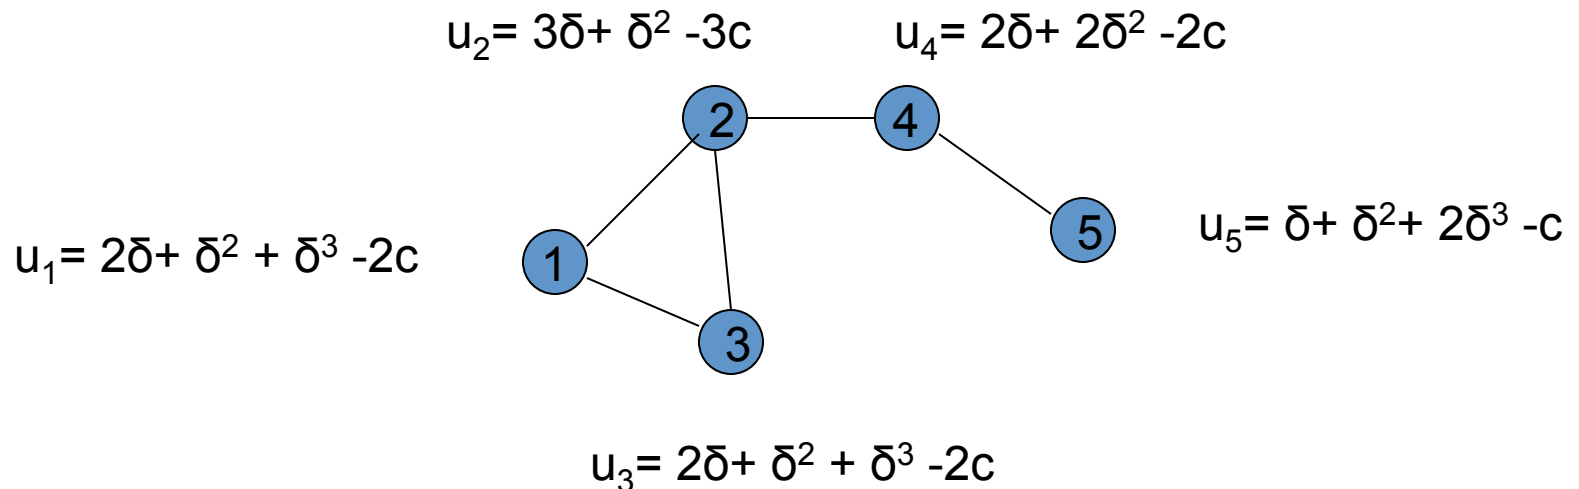 u₂= 3δ+ δ² -3c
u₄= 2δ+ 2δ² -2c
2
4
u₁= 2δ+ δ² + δ³ -2c
1
5
u₅= δ+ δ²+ 2δ³ -c
3
u₃= 2δ+ δ² + δ³ -2c